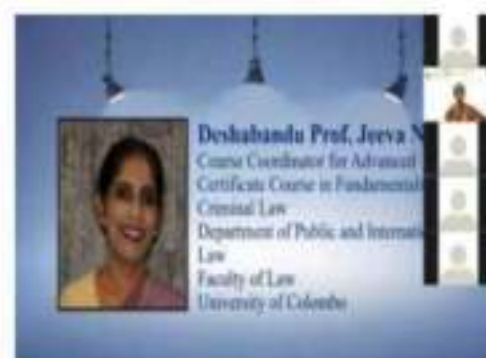 Deshabandu Prof, Jeeva N
Course Coordinator for Advanced
Certificate Course in Fundamentals
Criminal Law
Department of Public and Internatio
Law
Faculty of Law
University of Colombo